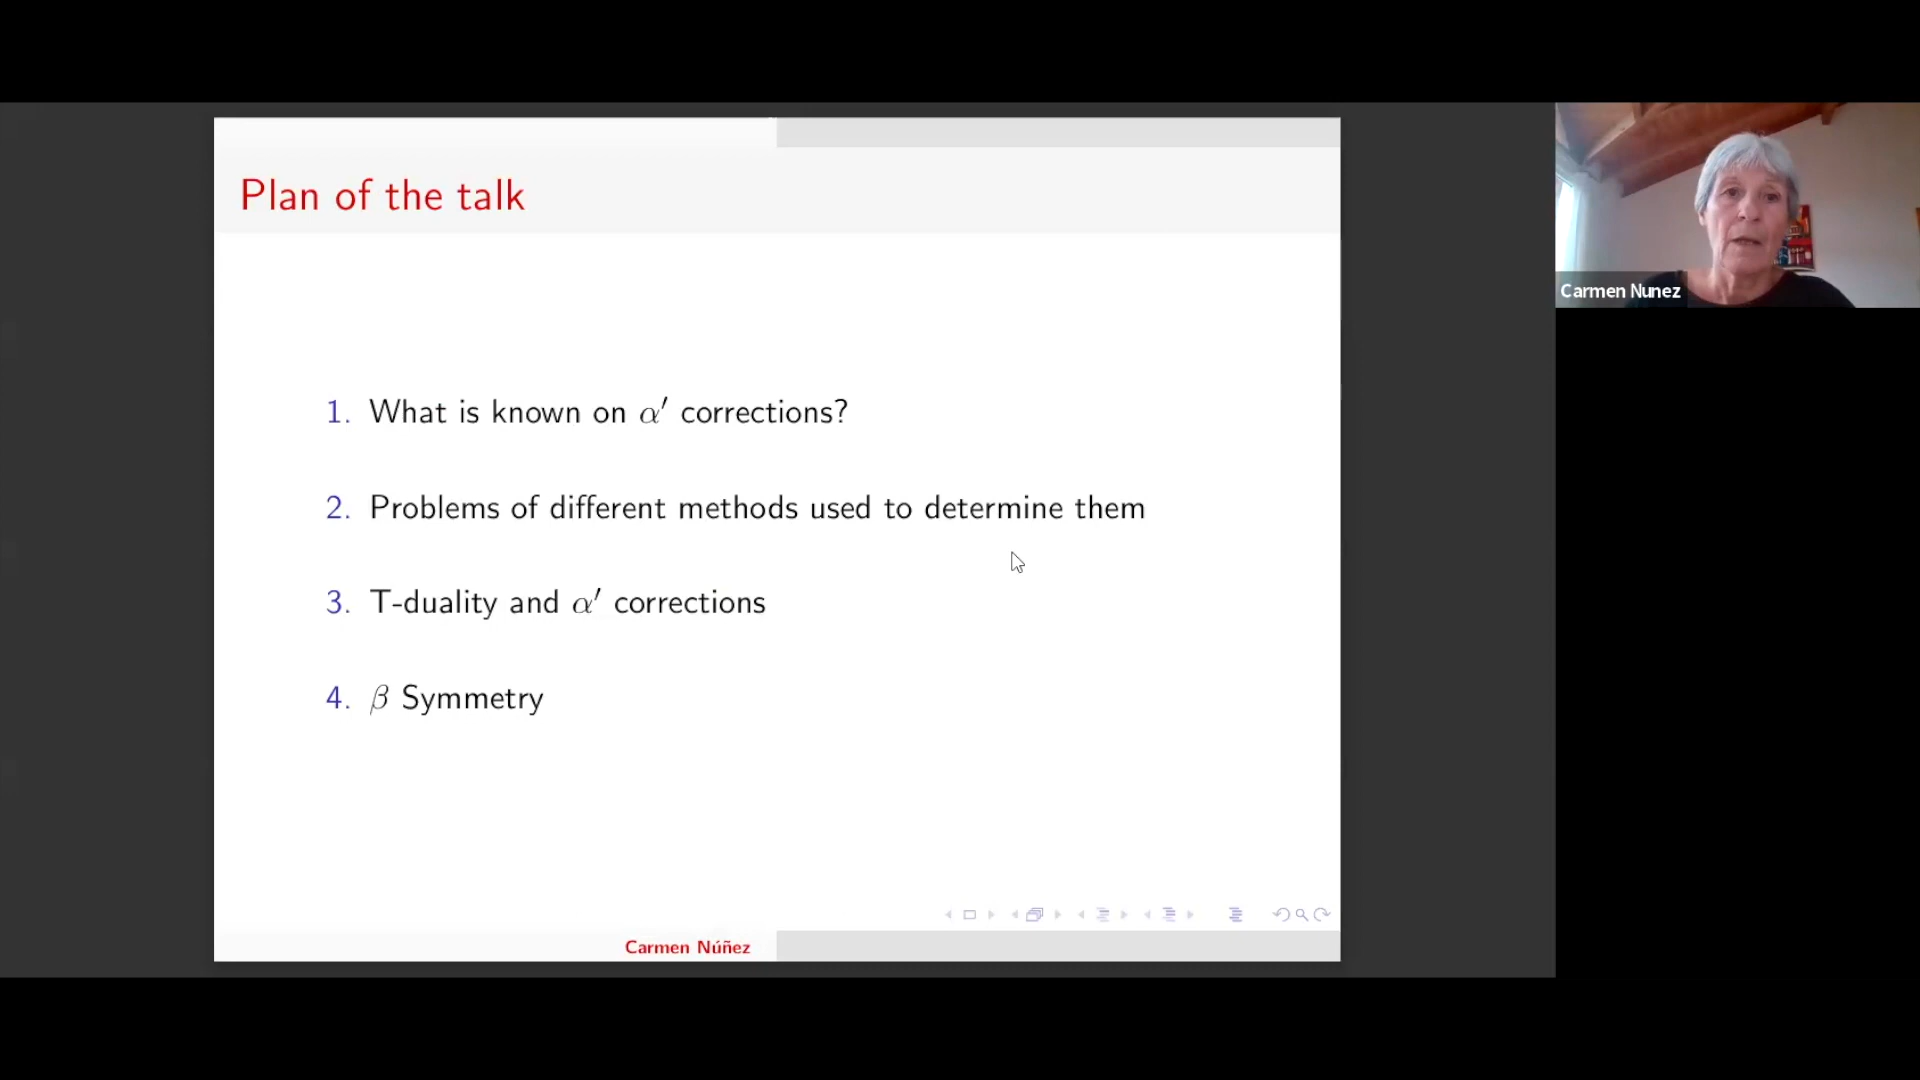 Plan of the talk
1. What is known on α′ corrections?
2. Problems of different methods used to determine them
3. T-duality and α′ corrections
4. β Symmetry
Carmen Núñez
Carmen Nunez